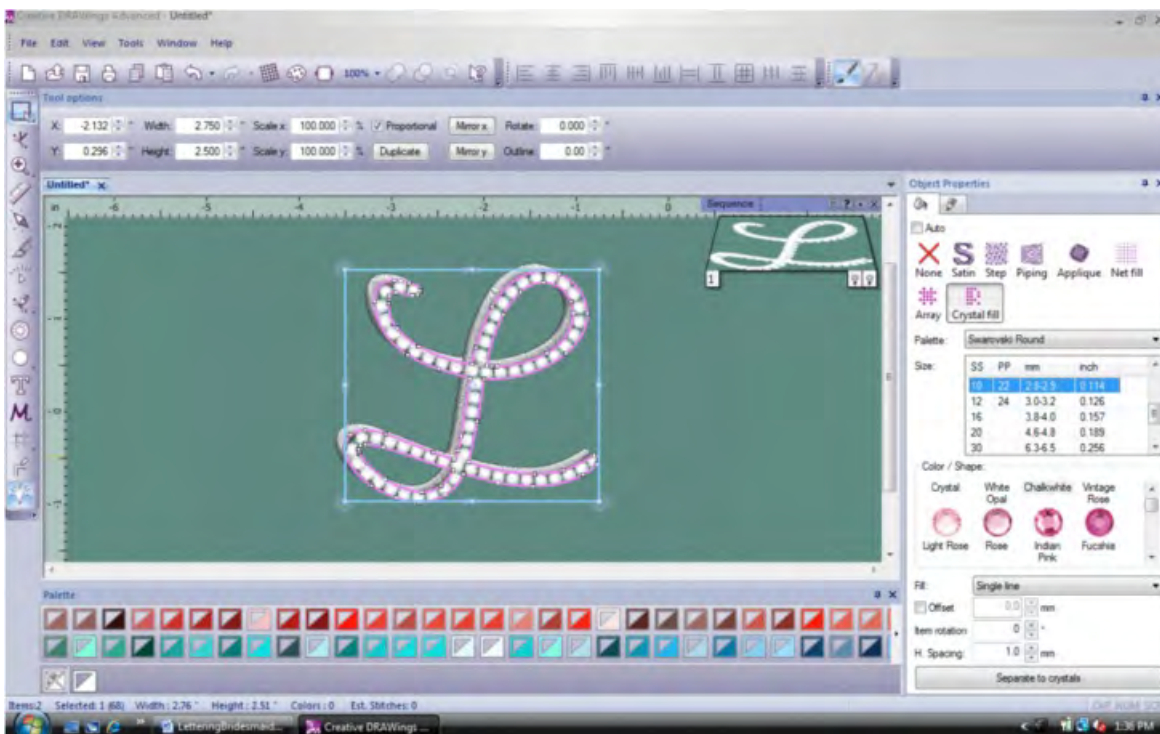 Creative DRAWings Advanced - Untitled*
File Edit View Tools Window Help
100%
Tool options
X: -2.132 " Width: 2.750 " Scale x: 100.000 % Proportional Mirror x Rotate: 0.000 °
Y: 0.296 " Height: 2.500 " Scale y: 100.000 % Duplicate Mirror y Outline: 0.00 "
Untitled*
in -6 -5 -4 -3 -2 -1 0
Sequence
1
L
Object Properties
Auto
None Satin Step Piping Applique Net fill
Array Crystal fill
Palette: Swarovski Round
Size: SS PP mm inch
10 22 2.8-2.9 0.114
12 24 3.0-3.2 0.126
16 3.8-4.0 0.157
20 4.6-4.8 0.189
30 6.3-6.5 0.256
Color / Shape:
Crystal White Opal Chalkwhite Vintage Rose
Light Rose Rose Indian Pink Fucshia
Fill: Single line
Offset 0.0 mm
Item rotation 0 °
H. Spacing: 1.0 mm
Separate to crystals
Palette
Items:2 Selected: 1 (68) Width : 2.76 " Height : 2.51 " Colors : 0 Est. Stitches: 0
LetteringBridesmaid... Creative DRAWings ... 1:36 PM